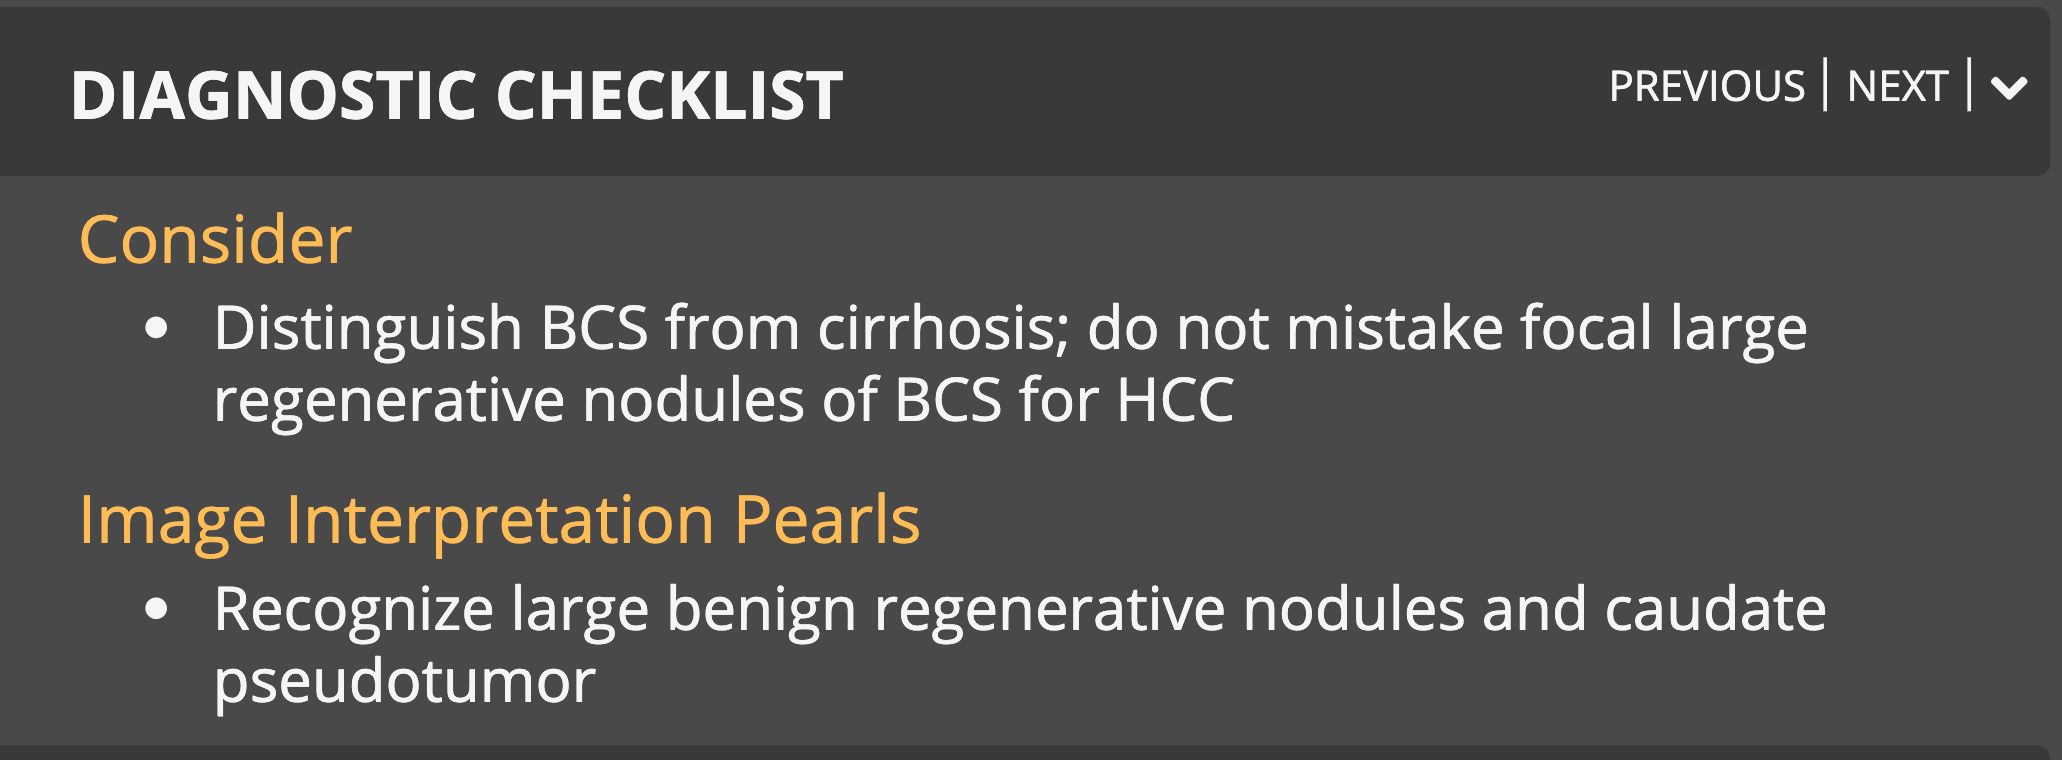 DIAGNOSTIC CHECKLIST
PREVIOUS | NEXT |
Consider
• Distinguish BCS from cirrhosis; do not mistake focal large
regenerative nodules of BCS for HCC
Image Interpretation Pearls
• Recognize large benign regenerative nodules and caudate
pseudotumor